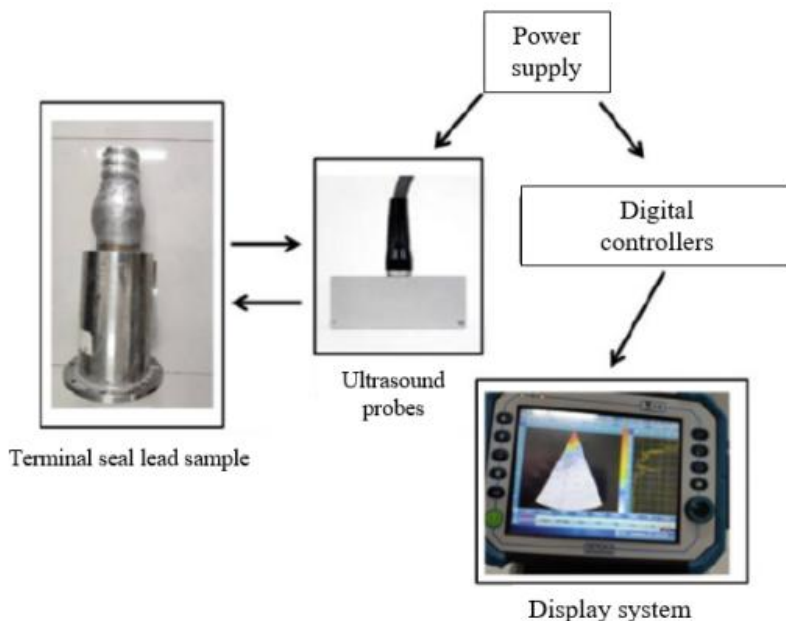 Power
supply
Digital
controllers
Ultrasound
probes
Terminal seal lead sample
Display system